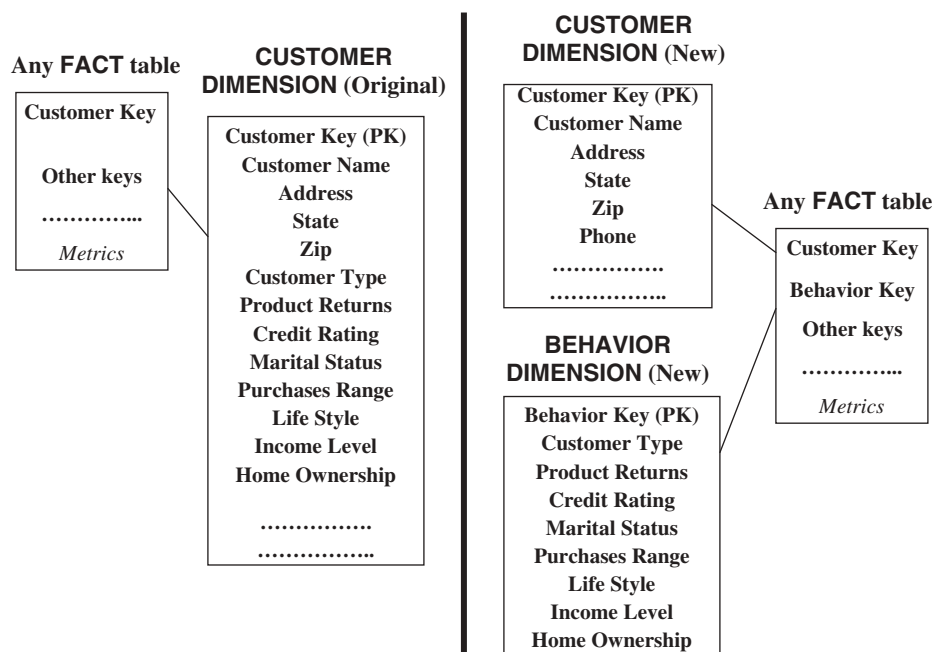 Any FACT table
Customer Key
Other keys
…………...
Metrics
CUSTOMER
DIMENSION (Original)
Customer Key (PK)
Customer Name
Address
State
Zip
Customer Type
Product Returns
Credit Rating
Marital Status
Purchases Range
Life Style
Income Level
Home Ownership
…………….
……………..
CUSTOMER
DIMENSION (New)
Customer Key (PK)
Customer Name
Address
State
Zip
Phone
…………….
……………..
BEHAVIOR
DIMENSION (New)
Behavior Key (PK)
Customer Type
Product Returns
Credit Rating
Marital Status
Purchases Range
Life Style
Income Level
Home Ownership
Any FACT table
Customer Key
Behavior Key
Other keys
…………...
Metrics